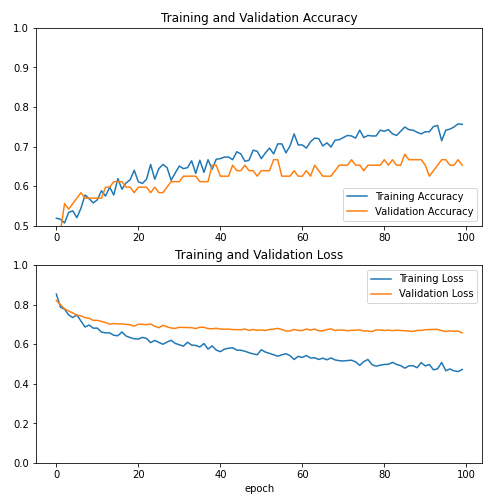 Training and Validation Accuracy
1.0
0.9
0.8
0.7
0.6
0.5
Training Accuracy
Validation Accuracy
0 20 40 60 80 100
Training and Validation Loss
1.0
0.8
0.6
0.4
0.2
0.0
Training Loss
Validation Loss
0 20 40 60 80 100
epoch